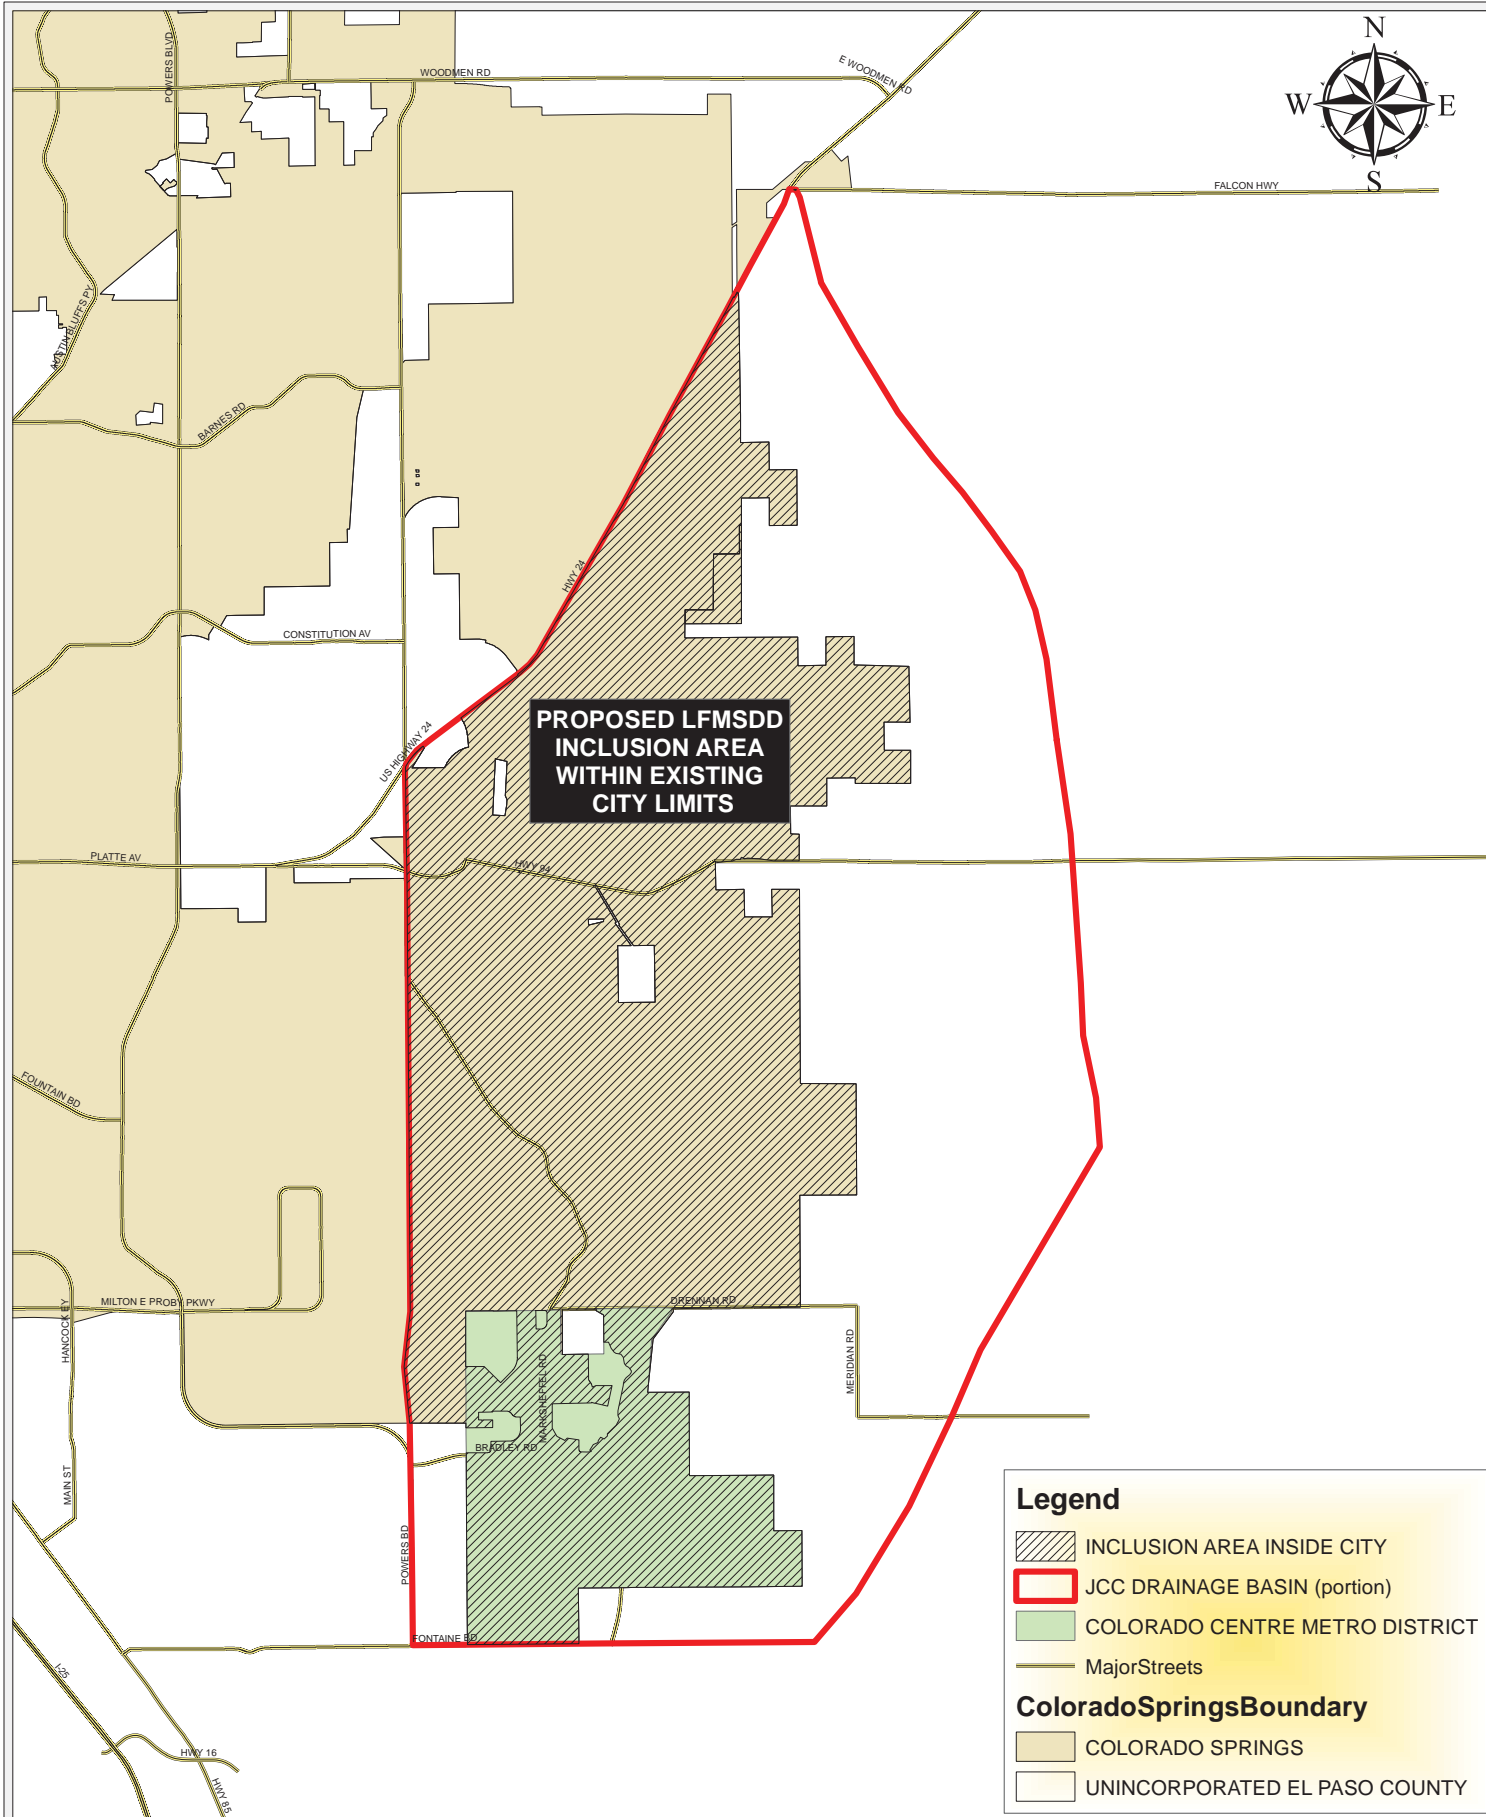 N
W E
S
POWERS BLVD
WOODMEN RD
E WOODMEN RD
FALCON HWY
AUSTIN BLUFFS PY
BARNES RD
HWY 24
CONSTITUTION AV
US HIGHWAY 24
PROPOSED LFMSDD
INCLUSION AREA
WITHIN EXISTING
CITY LIMITS
PLATTE AV
HWY 94
FOUNTAIN BD
MILTON E PROBY PKWY
HANCOCK EY
DRENNAN RD
MERIDIAN RD
MARKSHEFFEL RD
BRADLEY RD
MAIN ST
POWERS BD
FONTAINE BD
I-25
HWY 16
HWY 85
Legend
INCLUSION AREA INSIDE CITY
JCC DRAINAGE BASIN (portion)
COLORADO CENTRE METRO DISTRICT
MajorStreets
ColoradoSpringsBoundary
COLORADO SPRINGS
UNINCORPORATED EL PASO COUNTY